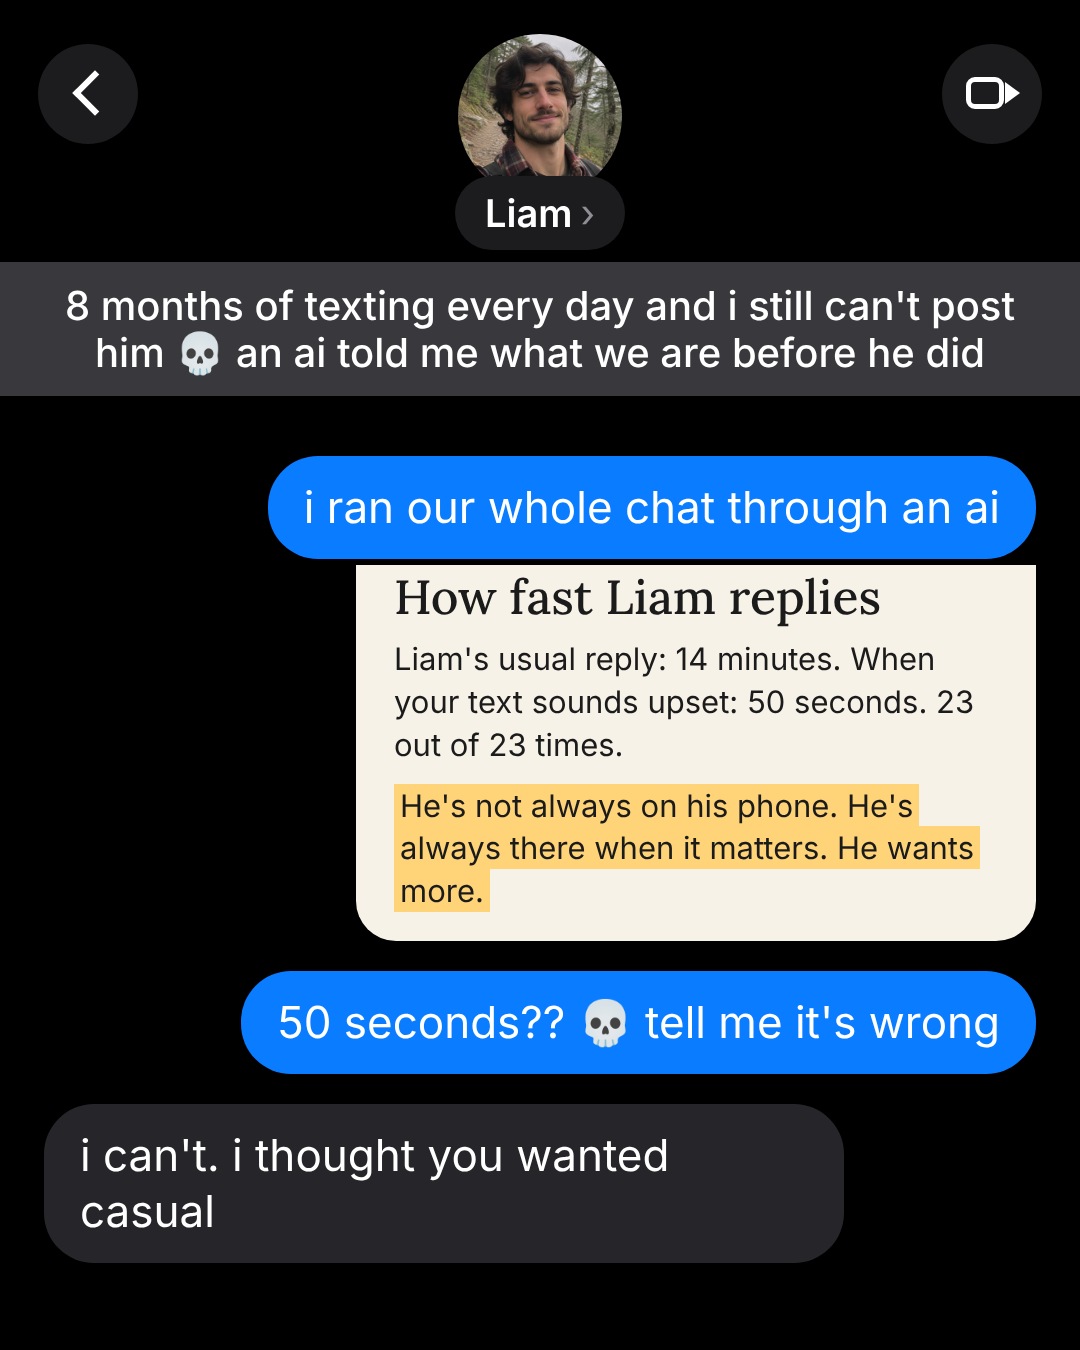 Liam ›
8 months of texting every day and i still can't post
him 💀 an ai told me what we are before he did
i ran our whole chat through an ai
How fast Liam replies
Liam's usual reply: 14 minutes. When
your text sounds upset: 50 seconds. 23
out of 23 times.
He's not always on his phone. He's
always there when it matters. He wants
more.
50 seconds?? 💀 tell me it's wrong
i can't. i thought you wanted
casual